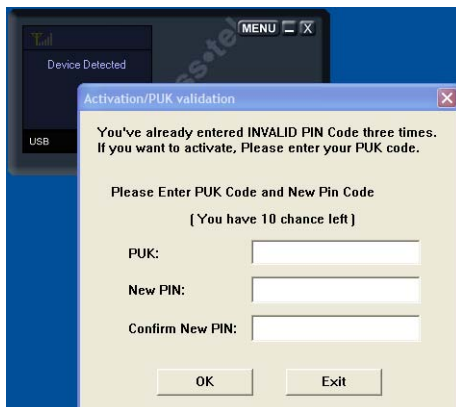 MENU
Device Detected
USB
Activation/PUK validation
You've already entered INVALID PIN Code three times.
If you want to activate, Please enter your PUK code.
Please Enter PUK Code and New Pin Code
( You have 10 chance left )
PUK:
New PIN:
Confirm New PIN:
OK
Exit